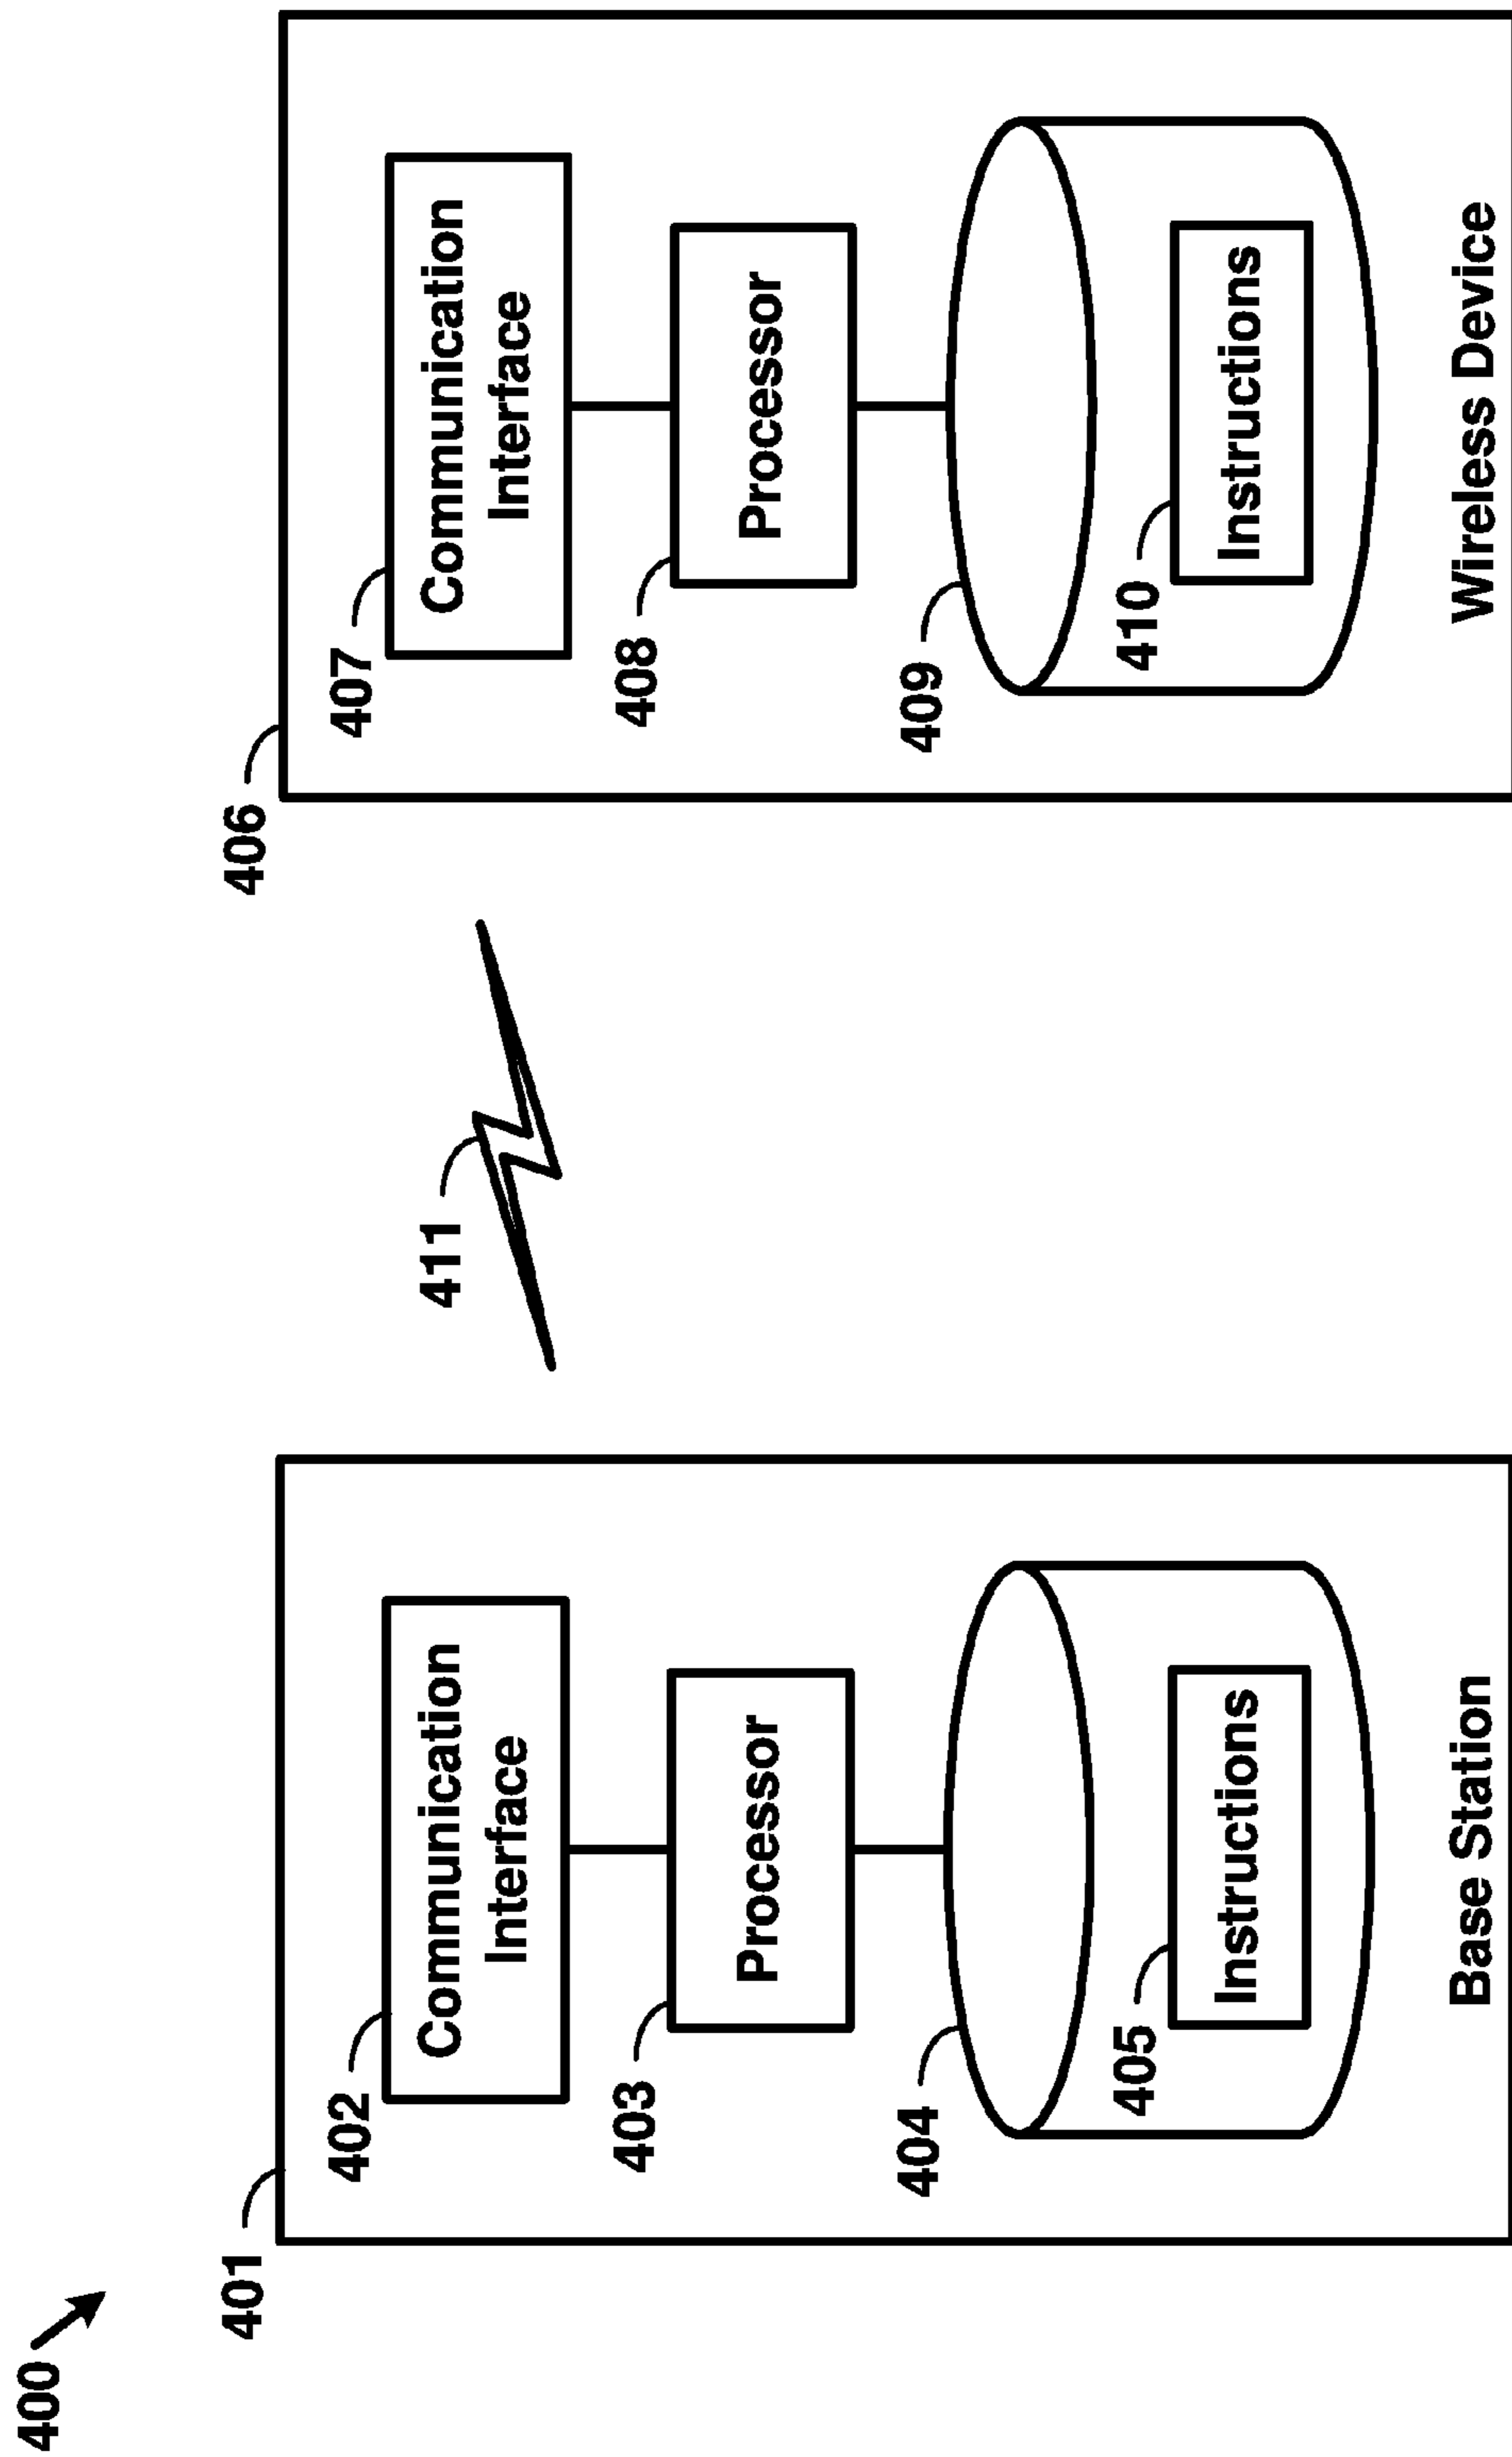 400
401
402
Communication
Interface
403
Processor
404
405
Instructions
Base Station
411
406
407
Communication
Interface
408
Processor
409
410
Instructions
Wireless Device